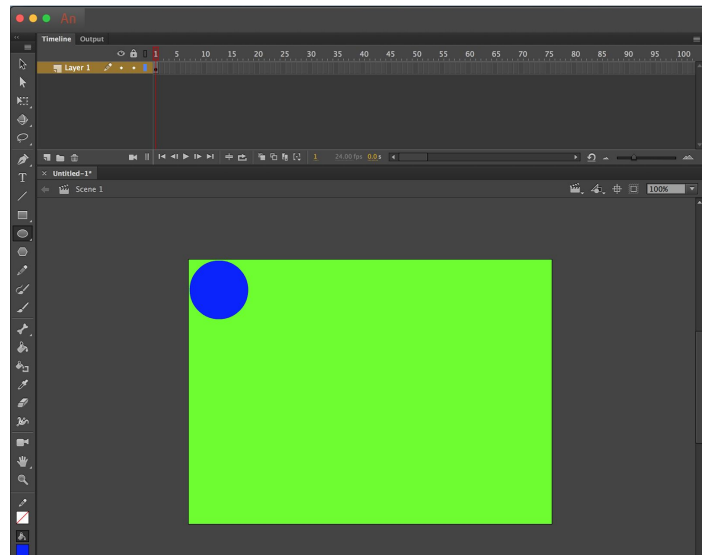 An
Timeline Output
1 5 10 15 20 25 30 35 40 45 50 55 60 65 70 75 80 85 90 95 100
Layer 1
1 24.00 fps 0.0 s
× Untitled-1*
Scene 1 100%
T